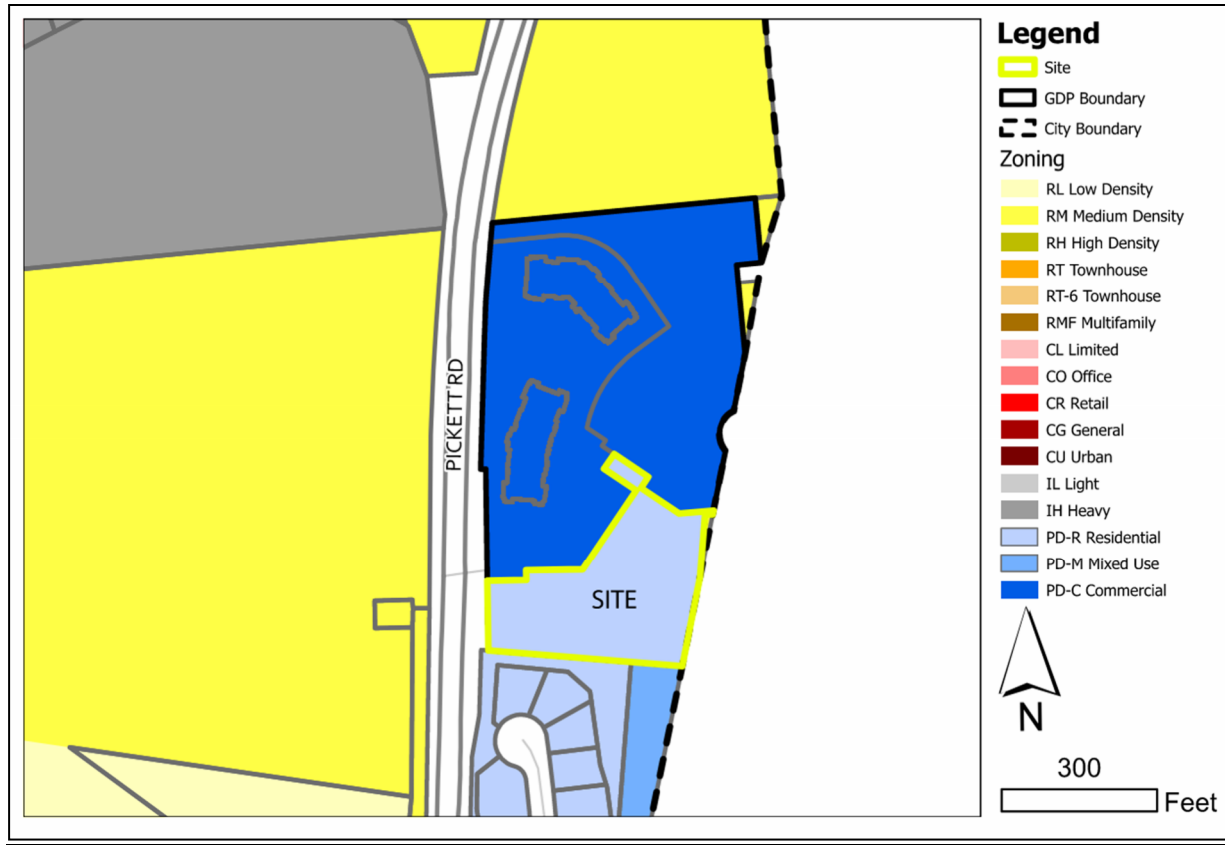 PICKETT RD
SITE
Legend
Site
GDP Boundary
City Boundary
Zoning
RL Low Density
RM Medium Density
RH High Density
RT Townhouse
RT-6 Townhouse
RMF Multifamily
CL Limited
CO Office
CR Retail
CG General
CU Urban
IL Light
IH Heavy
PD-R Residential
PD-M Mixed Use
PD-C Commercial
N
300
Feet